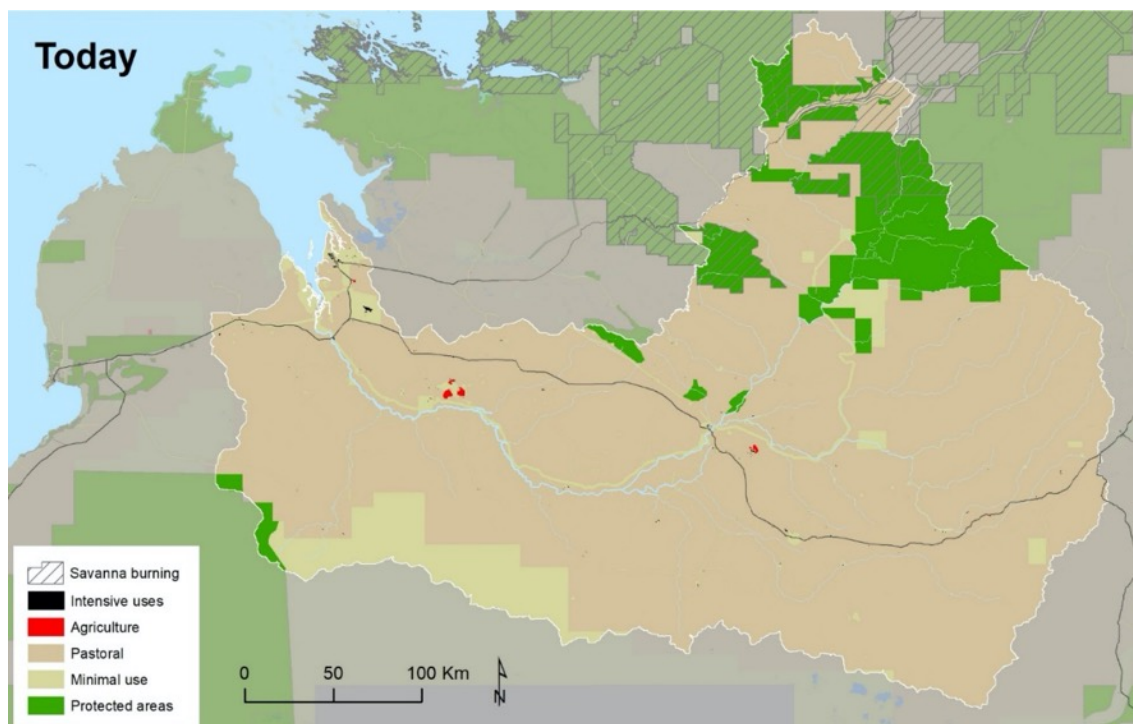 Today
Savanna burning
Intensive uses
Agriculture
Pastoral
Minimal use
Protected areas
0 50 100 Km
N